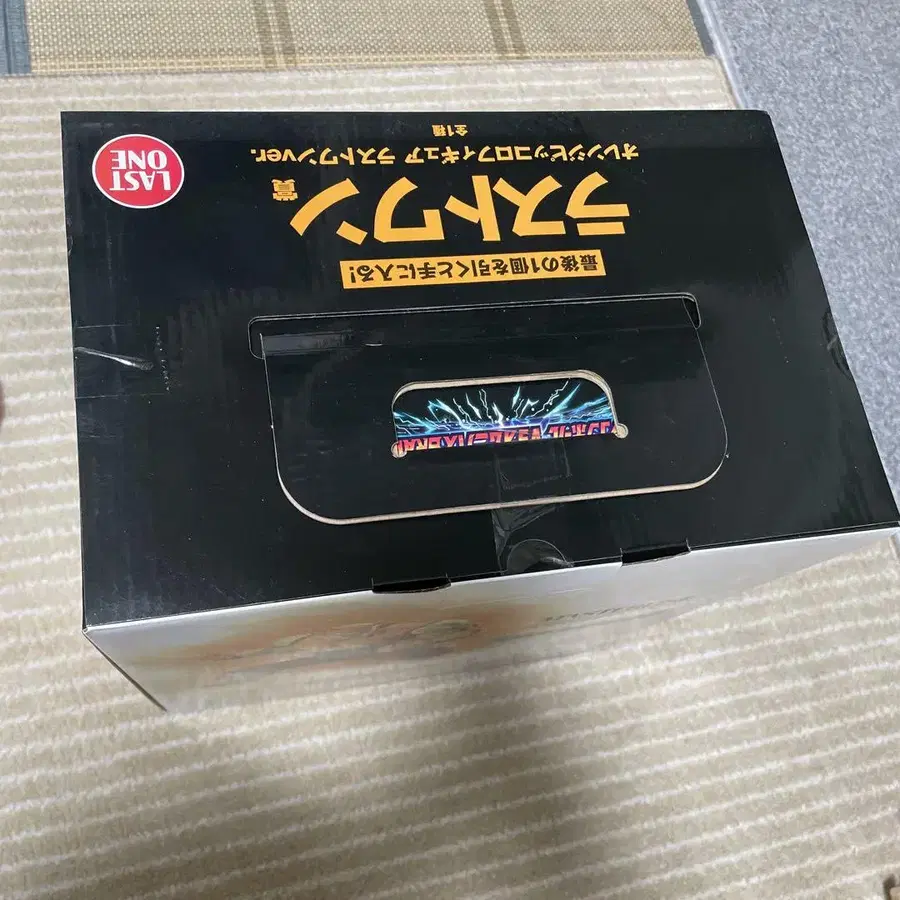 最後の1個を引くと手に入る!
ラストワン賞
オレンジピッコロフィギュア ラストワンver.
全1種
LAST
ONE